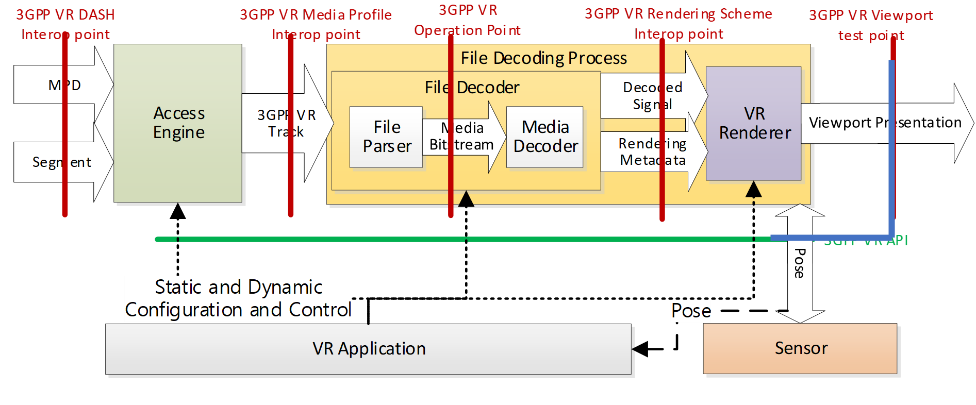 3GPP VR DASH
Interop point
3GPP VR Media Profile
Interop point
3GPP VR
Operation Point
3GPP VR Rendering Scheme
Interop point
3GPP VR Viewport
test point
File Decoding Process
MPD
Segment
Access
Engine
3GPP VR
Track
File Decoder
File
Parser
Media
Bitstream
Media
Decoder
Decoded
Signal
Rendering
Metadata
VR
Renderer
Viewport Presentation
3GPP VR API
Pose
Static and Dynamic
Configuration and Control
Pose
VR Application
Sensor